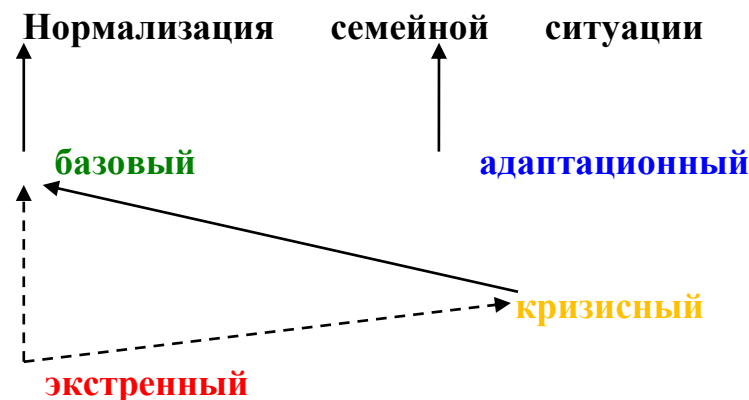 Нормализация семейной ситуации
базовый адаптационный
кризисный
экстренный